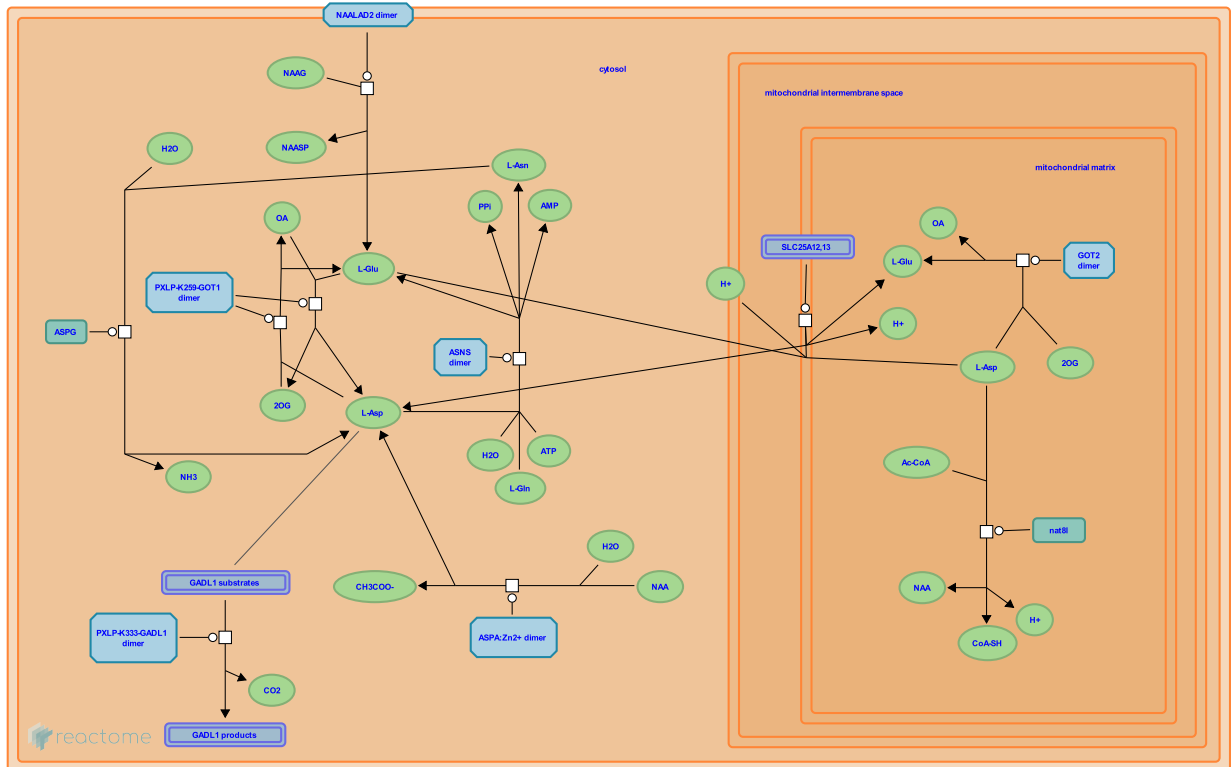 NAALAD2 dimer
cytosol
NAAG
mitochondrial intermembrane space
H2O
NAASP
L-Asn
mitochondrial matrix
PPi
AMP
OA
OA
SLC25A12,13
L-Glu
L-Glu
GOT2
dimer
H+
PXLP-K259-GOT1
dimer
H+
ASPG
ASNS
dimer
L-Asp
2OG
2OG
L-Asp
H2O
ATP
Ac-CoA
NH3
L-Gln
nat8l
H2O
GADL1 substrates
CH3COO-
NAA
NAA
PXLP-K333-GADL1
dimer
ASPA:Zn2+ dimer
H+
CoA-SH
CO2
GADL1 products
reactome